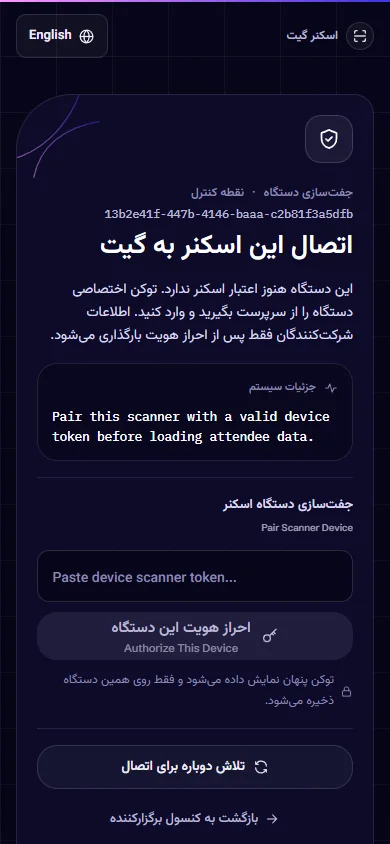 اسکنر گیت
English
جفت‌سازی دستگاه · نقطه کنترل
13b2e41f-447b-4146-baaa-c2b81f3a5dfb
اتصال این اسکنر به گیت
این دستگاه هنوز اعتبار اسکنر ندارد. توکن اختصاصی
دستگاه را از سرپرست بگیرید و وارد کنید. اطلاعات
شرکت‌کنندگان فقط پس از احراز هویت بارگذاری می‌شود.
جزئیات سیستم
Pair this scanner with a valid device
token before loading attendee data.
جفت‌سازی دستگاه اسکنر
Pair Scanner Device
Paste device scanner token...
احراز هویت این دستگاه
Authorize This Device
توکن پنهان نمایش داده می‌شود و فقط روی همین دستگاه
ذخیره می‌شود.
تلاش دوباره برای اتصال
بازگشت به کنسول برگزارکننده